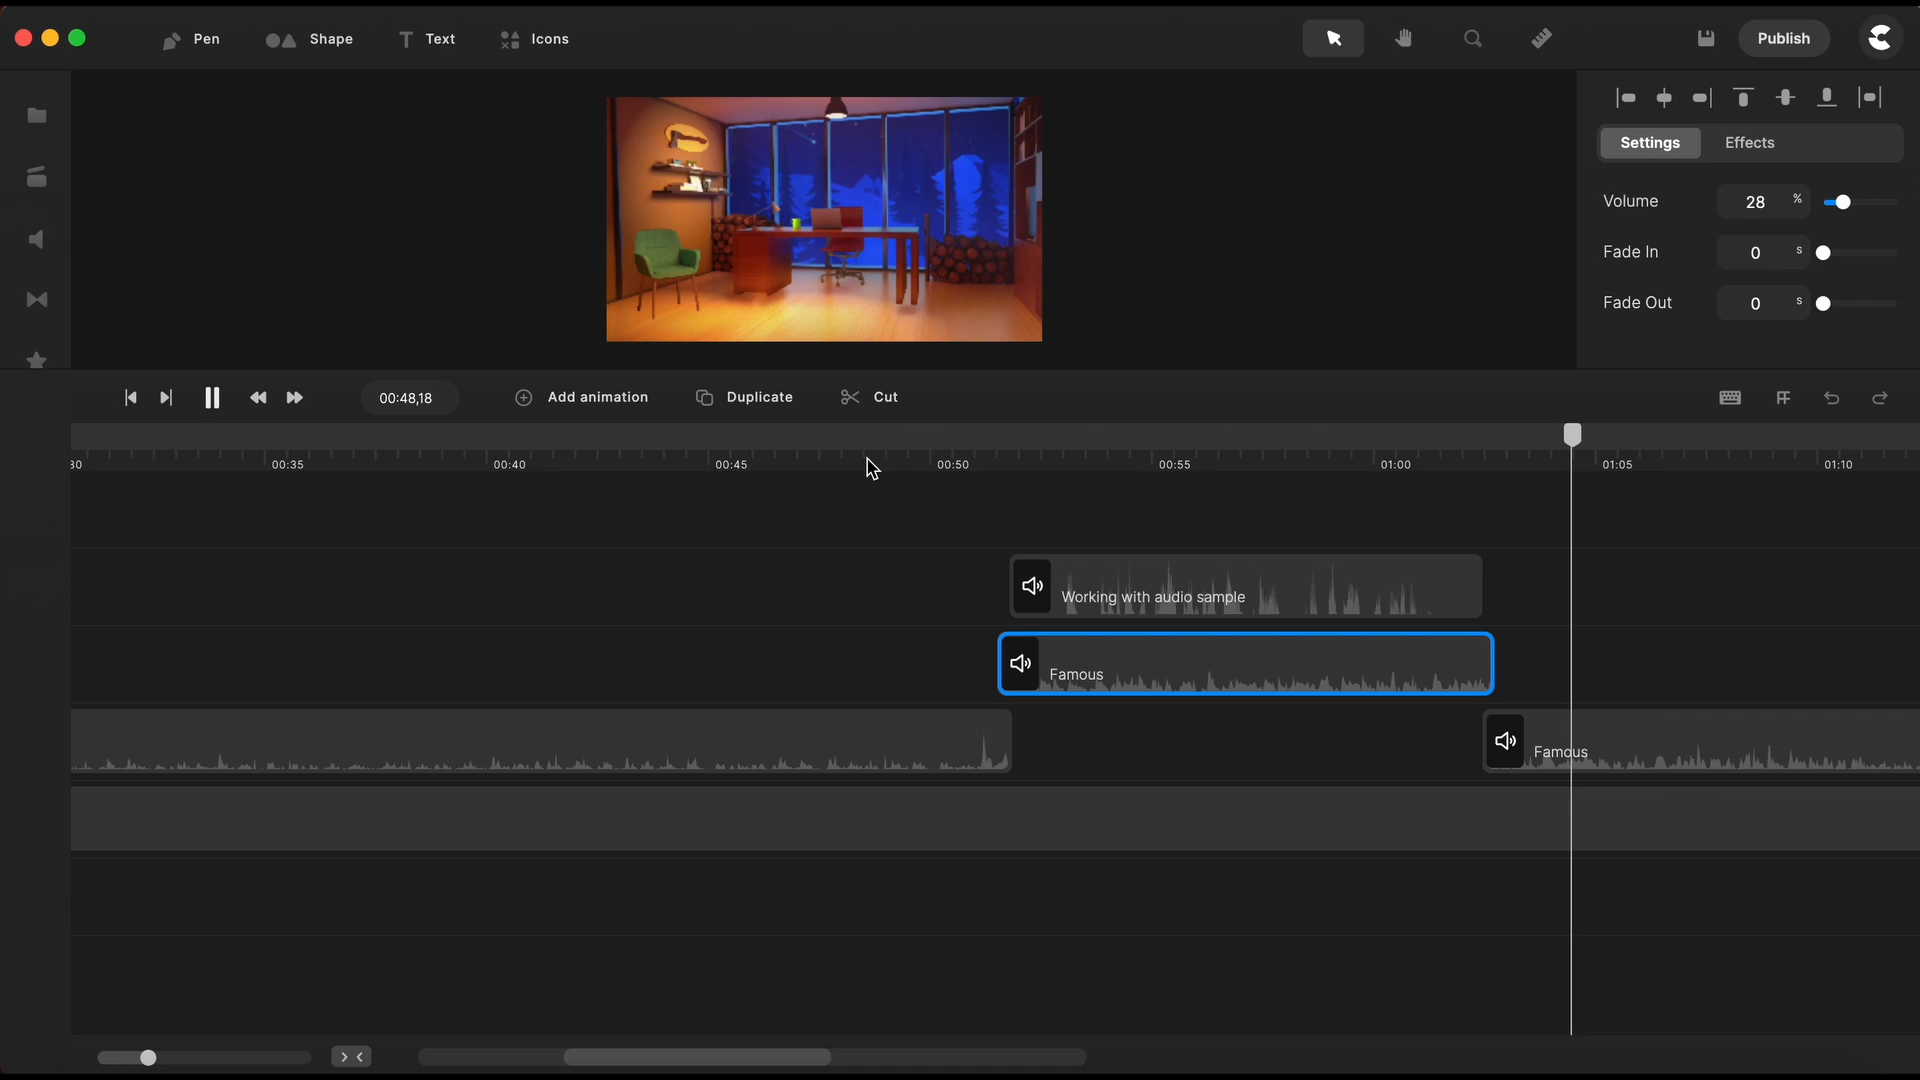 Pen Shape Text Icons Publish
Settings Effects
Volume 28 %
Fade In 0 s
Fade Out 0 s
00:48,18 Add animation Duplicate Cut
30 00:35 00:40 00:45 00:50 00:55 01:00 01:05 01:10
Working with audio sample
Famous
Famous